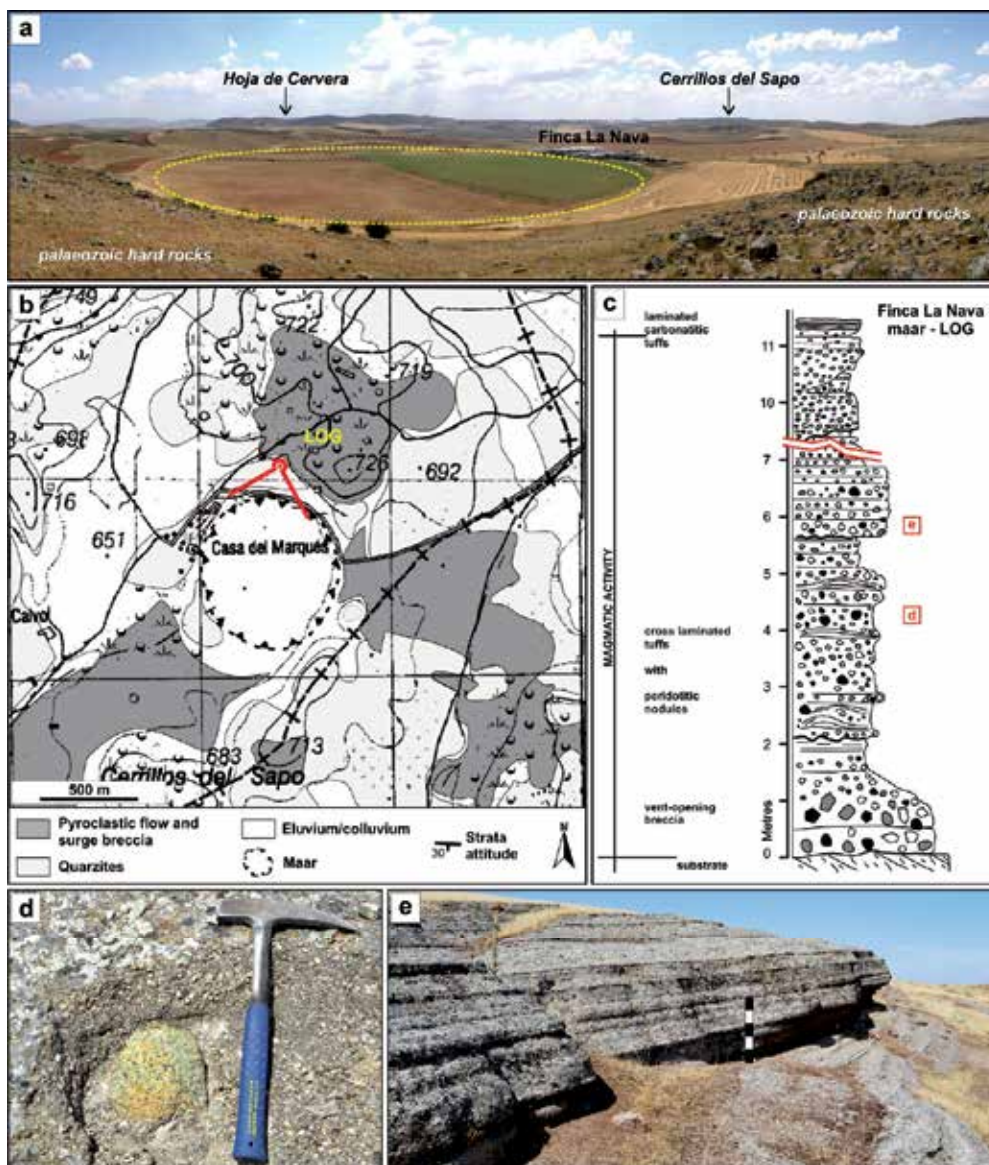 a
Hoja de Cervera
Cerrillos del Sapo
Finca La Nava
palaeozoic hard rocks
palaeozoic hard rocks
b
749
722
700
719
LOG
726
692
716
651
Casa del Marqués
Calvo
683
713
Cerrillos del Sapo
500 m
Pyroclastic flow and
surge breccia
Quarzites
Eluvium/colluvium
Maar
30
Strata
attitude
N
c
laminated
carbonatitic
tuffs
Finca La Nava
maar - LOG
11
10
7
6
e
5
d
4
cross laminated
tuffs
with
peridotitic
nodules
3
2
1
vent-opening
breccia
0
Metres
substrate
MAGMATIC ACTIVITY
d
e